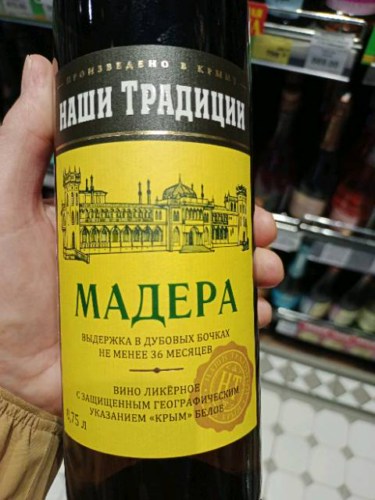 ПРОИЗВЕДЕНО В КРЫМУ
НАШИ ТРАДИЦИИ
МАДЕРА
ВЫДЕРЖКА В ДУБОВЫХ БОЧКАХ
НЕ МЕНЕЕ 36 МЕСЯЦЕВ
ВИНО ЛИКЁРНОЕ
С ЗАЩИЩЕННЫМ ГЕОГРАФИЧЕСКИМ
УКАЗАНИЕМ «КРЫМ» БЕЛОЕ
0,75 Л